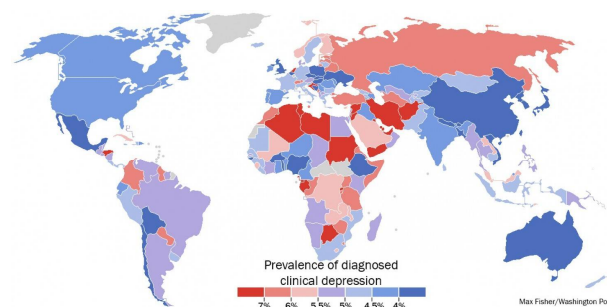 Prevalence of diagnosed
clinical depression
7% 6% 5.5% 5% 4.5% 4%
Max Fisher/Washington Po